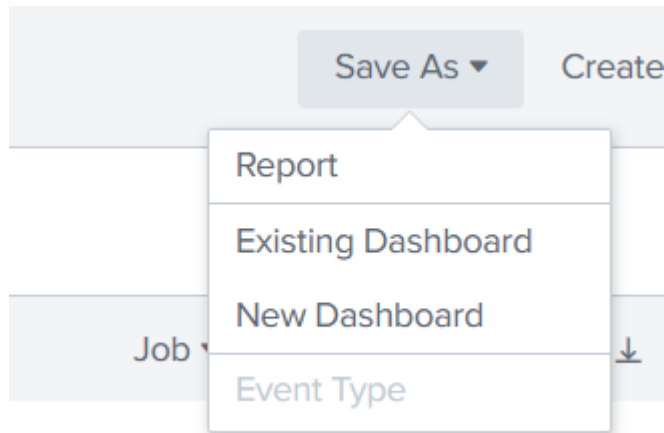 Save As
Create
Report
Existing Dashboard
New Dashboard
Job
Event Type